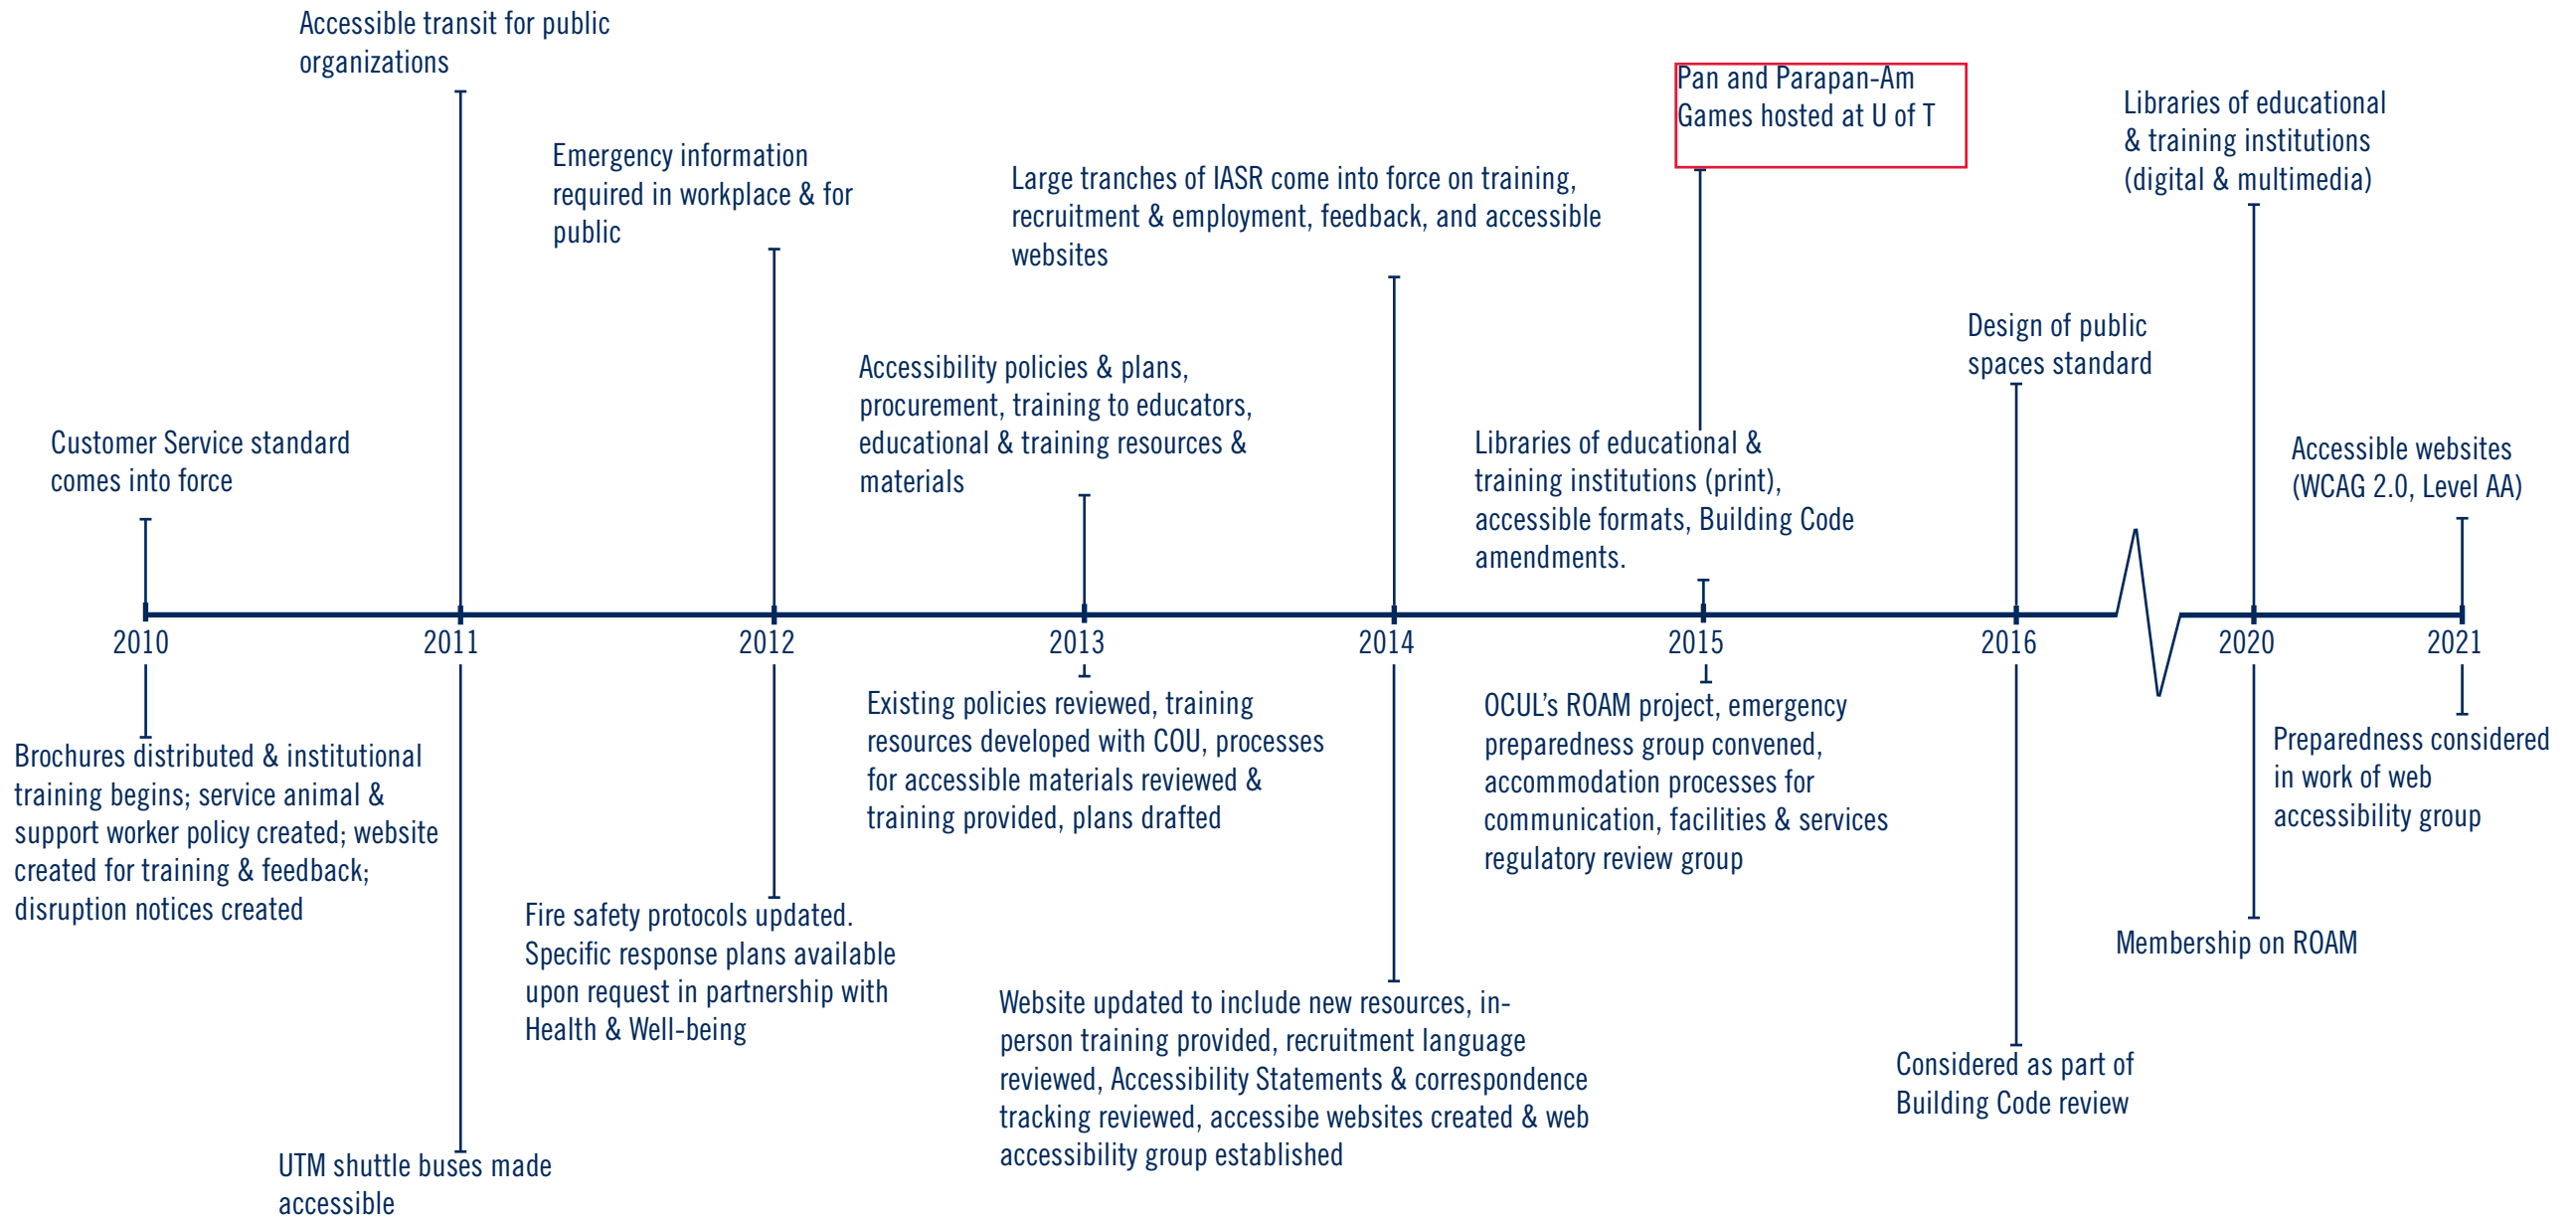 Accessible transit for public
organizations
Pan and Parapan-Am
Games hosted at U of T
Libraries of educational
& training institutions
(digital & multimedia)
Emergency information
required in workplace & for
public
Large tranches of IASR come into force on training,
recruitment & employment, feedback, and accessible
websites
Design of public
spaces standard
Accessibility policies & plans,
procurement, training to educators,
educational & training resources &
materials
Customer Service standard
comes into force
Libraries of educational &
training institutions (print),
accessible formats, Building Code
amendments.
Accessible websites
(WCAG 2.0, Level AA)
2010
2011
2012
2013
2014
2015
2016
2020
2021
Brochures distributed & institutional
training begins; service animal &
support worker policy created; website
created for training & feedback;
disruption notices created
Existing policies reviewed, training
resources developed with COU, processes
for accessible materials reviewed &
training provided, plans drafted
OCUL’s ROAM project, emergency
preparedness group convened,
accommodation processes for
communication, facilities & services
regulatory review group
Preparedness considered
in work of web
accessibility group
Fire safety protocols updated.
Specific response plans available
upon request in partnership with
Health & Well-being
Membership on ROAM
Website updated to include new resources, in-
person training provided, recruitment language
reviewed, Accessibility Statements & correspondence
tracking reviewed, accessibe websites created & web
accessibility group established
Considered as part of
Building Code review
UTM shuttle buses made
accessible